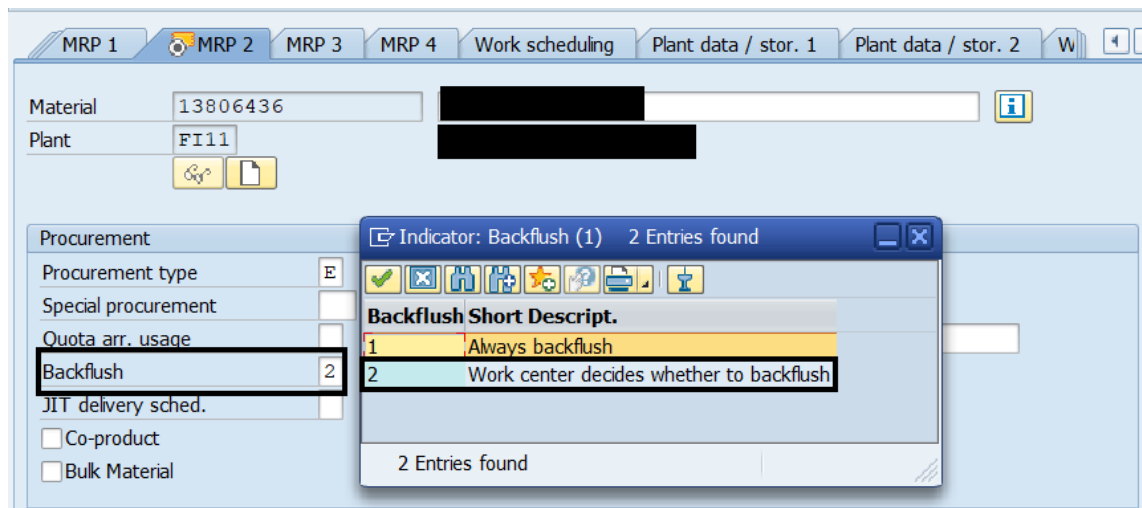 MRP 1 MRP 2 MRP 3 MRP 4 Work scheduling Plant data / stor. 1 Plant data / stor. 2 W
Material 13806436
Plant FI11
Procurement
Procurement type E
Special procurement
Quota arr. usage
Backflush 2
JIT delivery sched.
Co-product
Bulk Material
Indicator: Backflush (1) 2 Entries found
Backflush Short Descript.
1 Always backflush
2 Work center decides whether to backflush
2 Entries found